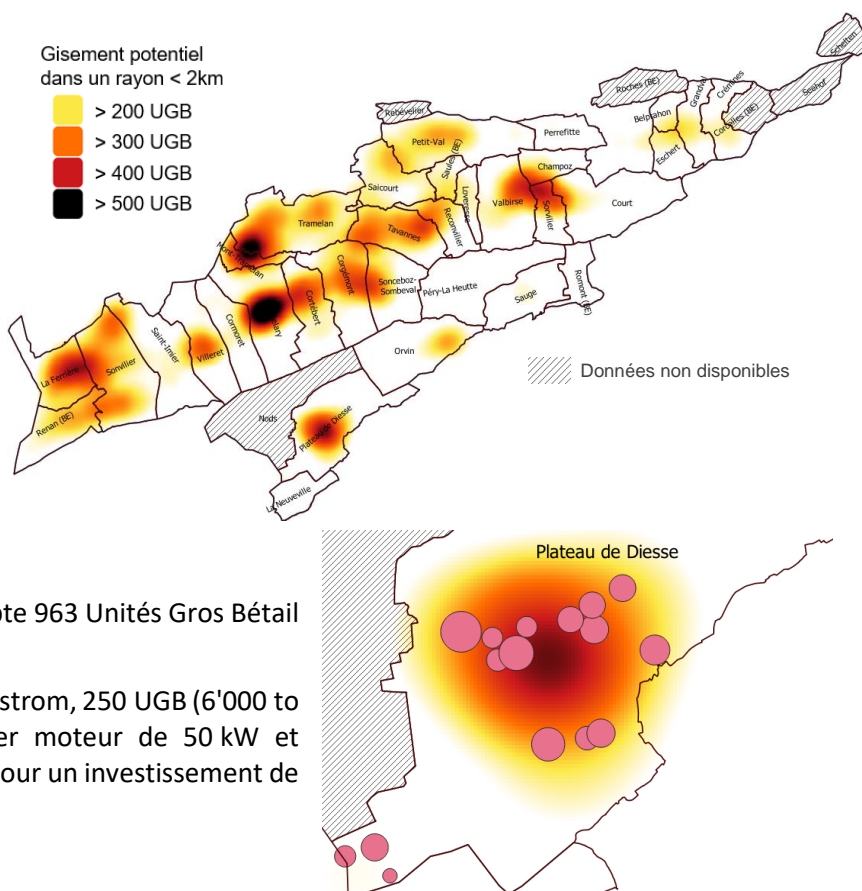 Gisement potentiel
dans un rayon < 2km
> 200 UGB
> 300 UGB
> 400 UGB
> 500 UGB
Schelten
Seehof
Roches (BE)
Grandval
Crémines
Corcelles (BE)
Belprahon
Eschert
Rebévelier
Petit-Val
Perrefitte
Saules (BE)
Champoz
Saicourt
Loveresse
Valbirse
Sorvilier
Court
Tramelan
Tavannes
Reconvilier
Mont-Tramelan
Corgémont
Sonceboz-
Sombeval
Péry-La Heutte
Sauge
Romont (BE)
Cortébert
Cormoret
Saint-Imier
Villeret
Orvin
La Ferrière
Sonvilier
Renan (BE)
Données non disponibles
Nods
Plateau de Diesse
La Neuveville
Plateau de Diesse
pte 963 Unités Gros Bétail
strom, 250 UGB (6'000 to
er moteur de 50 kW et
pour un investissement de